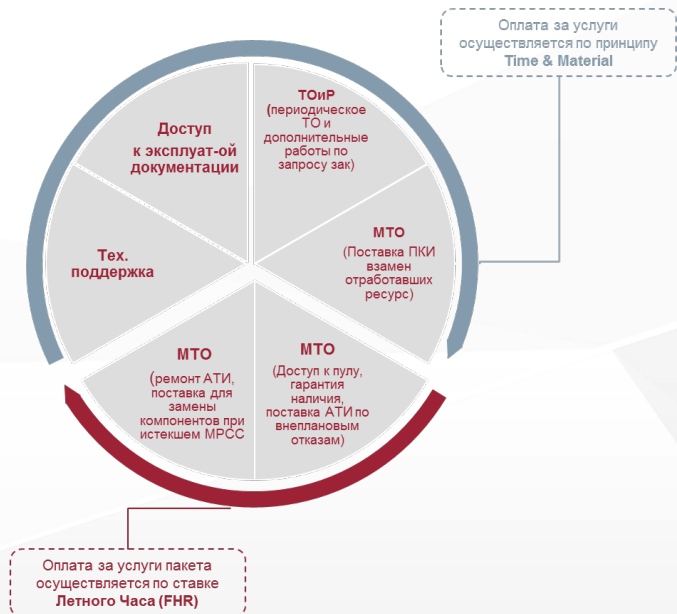 Оплата за услуги
осуществляется по принципу
Time & Material
ТОиР
(периодическое
ТО и
дополнительные
работы по
запросу зак)
Доступ
к эксплуат-ой
документации
МТО
(Поставка ПКИ
взамен
отработавших
ресурс)
Тех.
поддержка
МТО
(ремонт АТИ,
поставка для
замены
компонентов при
истекшем МРСС
МТО
(Доступ к пулу,
гарантия
наличия,
поставка АТИ по
внеплановым
отказам)
Оплата за услуги пакета
осуществляется по ставке
Летного Часа (FHR)